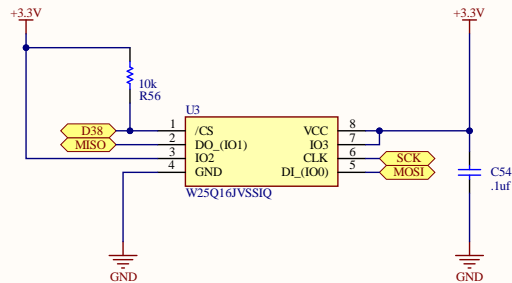 +3.3V
+3.3V
10k
R56
U3
D38
1
/CS
VCC
8
MISO
2
DO_(IO1)
IO3
7
3
IO2
CLK
6
SCK
4
GND
DI_(IO0)
5
MOSI
W25Q16JVSSIQ
C54
.1uf
GND
GND